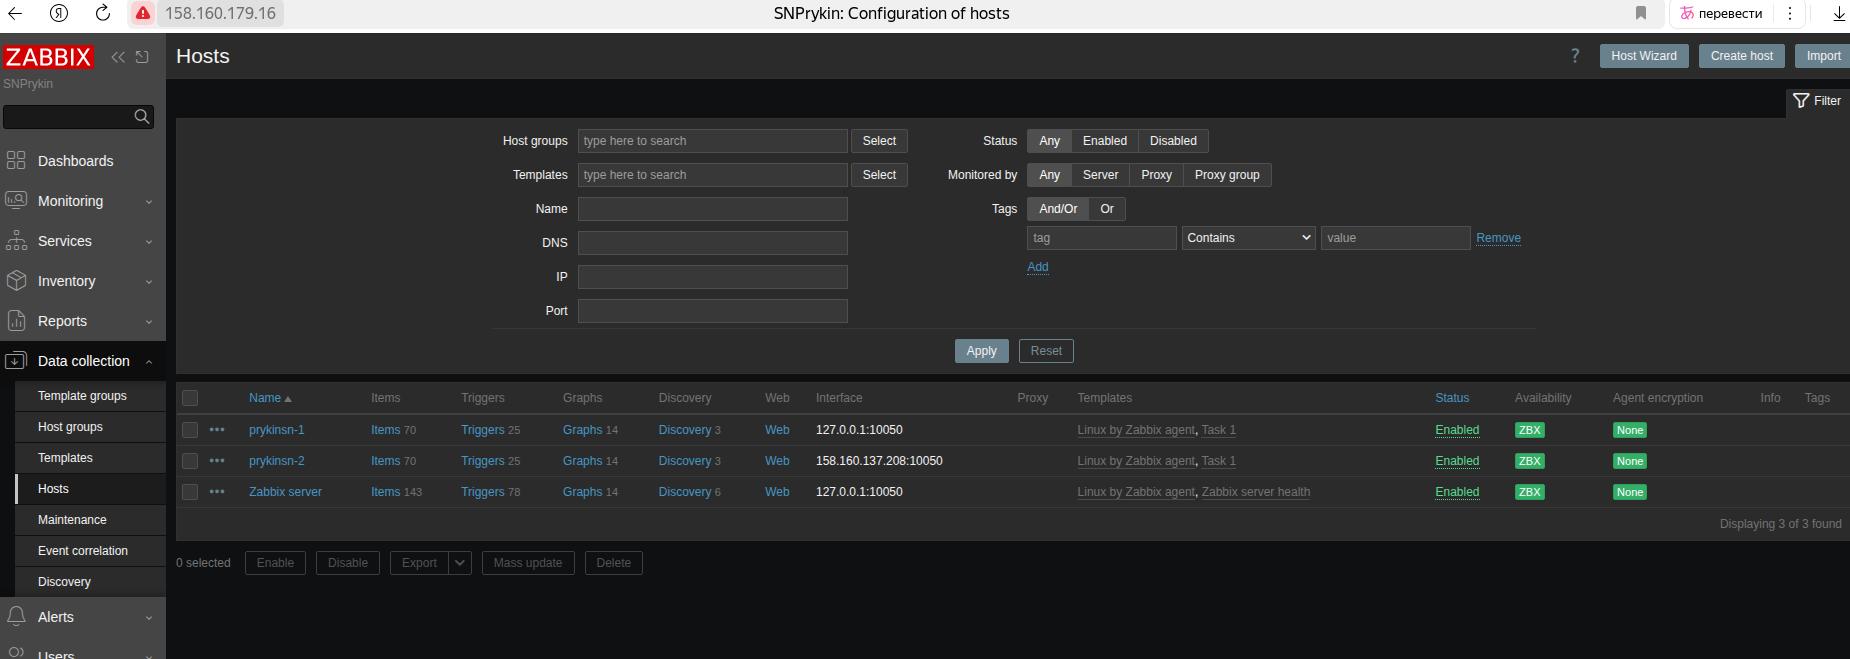 158.160.179.16 SNPrykin: Configuration of hosts あ перевести
ZABBIX
SNPrykin
Dashboards
Monitoring
Services
Inventory
Reports
Data collection
Template groups
Host groups
Templates
Hosts
Maintenance
Event correlation
Discovery
Alerts
Users
Hosts ? Host Wizard Create host Import
Filter
Host groups type here to search Select
Templates type here to search Select
Name
DNS
IP
Port
Status Any Enabled Disabled
Monitored by Any Server Proxy Proxy group
Tags And/Or Or
tag Contains value Remove
Add
Apply Reset
Name Items Triggers Graphs Discovery Web Interface Proxy Templates Status Availability Agent encryption Info Tags
prykinsn-1 Items 70 Triggers 25 Graphs 14 Discovery 3 Web 127.0.0.1:10050 Linux by Zabbix agent, Task 1 Enabled ZBX None
prykinsn-2 Items 70 Triggers 25 Graphs 14 Discovery 3 Web 158.160.137.208:10050 Linux by Zabbix agent, Task 1 Enabled ZBX None
Zabbix server Items 143 Triggers 78 Graphs 14 Discovery 6 Web 127.0.0.1:10050 Linux by Zabbix agent, Zabbix server health Enabled ZBX None
Displaying 3 of 3 found
0 selected Enable Disable Export Mass update Delete